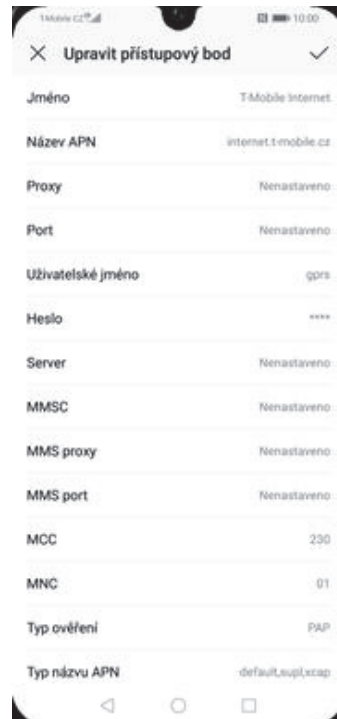 T-Mobile CZ 10:00
Upravit přístupový bod
Jméno T-Mobile Internet
Název APN internet.t-mobile.cz
Proxy Nenastaveno
Port Nenastaveno
Uživatelské jméno gprs
Heslo ****
Server Nenastaveno
MMSC Nenastaveno
MMS proxy Nenastaveno
MMS port Nenastaveno
MCC 230
MNC 01
Typ ověření PAP
Typ názvu APN default,supl,xcap